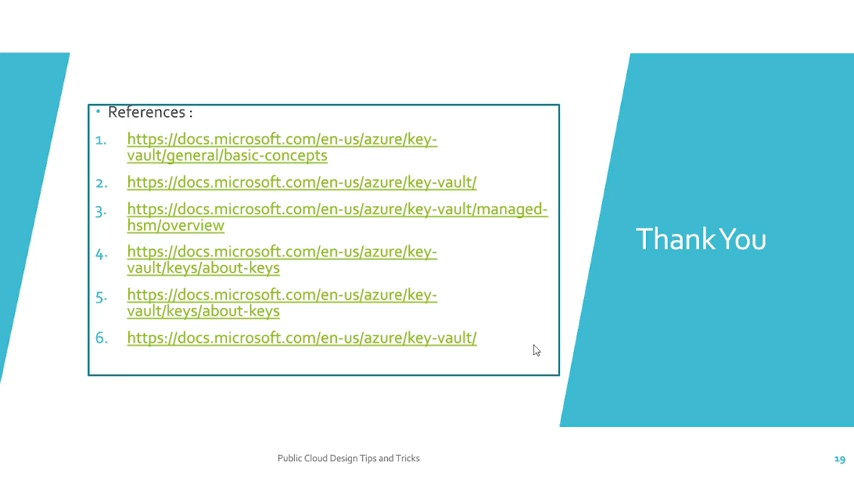 • References :
1. https://docs.microsoft.com/en-us/azure/key-
vault/general/basic-concepts
2. https://docs.microsoft.com/en-us/azure/key-vault/
3. https://docs.microsoft.com/en-us/azure/key-vault/managed-
hsm/overview
4. https://docs.microsoft.com/en-us/azure/key-
vault/keys/about-keys
5. https://docs.microsoft.com/en-us/azure/key-
vault/keys/about-keys
6. https://docs.microsoft.com/en-us/azure/key-vault/
Thank You
Public Cloud Design Tips and Tricks
19